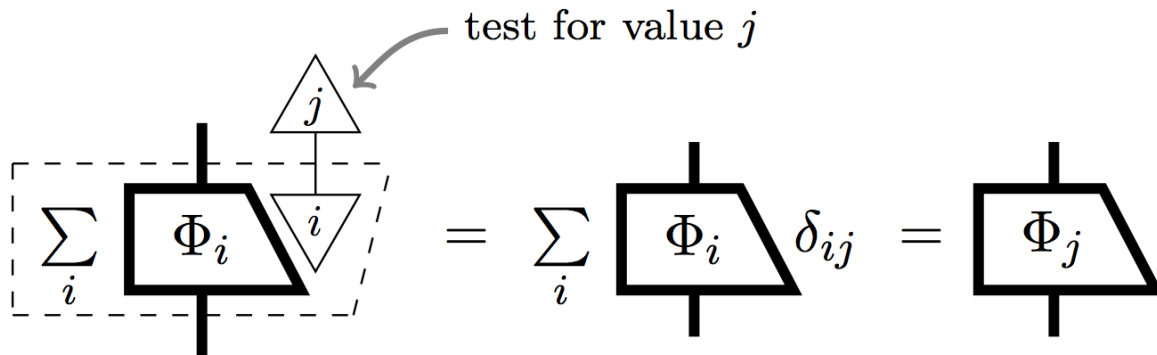 test for value j
j
∑ᵢ Φᵢ i = ∑ᵢ Φᵢ δᵢⱼ = Φⱼ